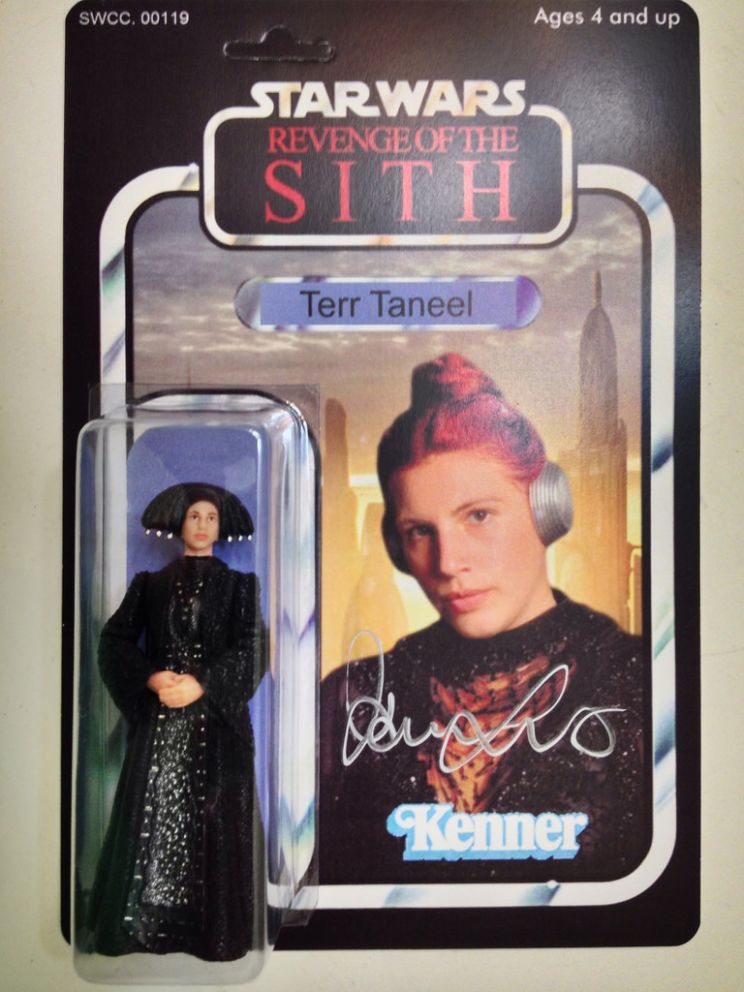 SWCC. 00119
Ages 4 and up
STAR WARS
REVENGE OF THE
SITH
Terr Taneel
Kenner